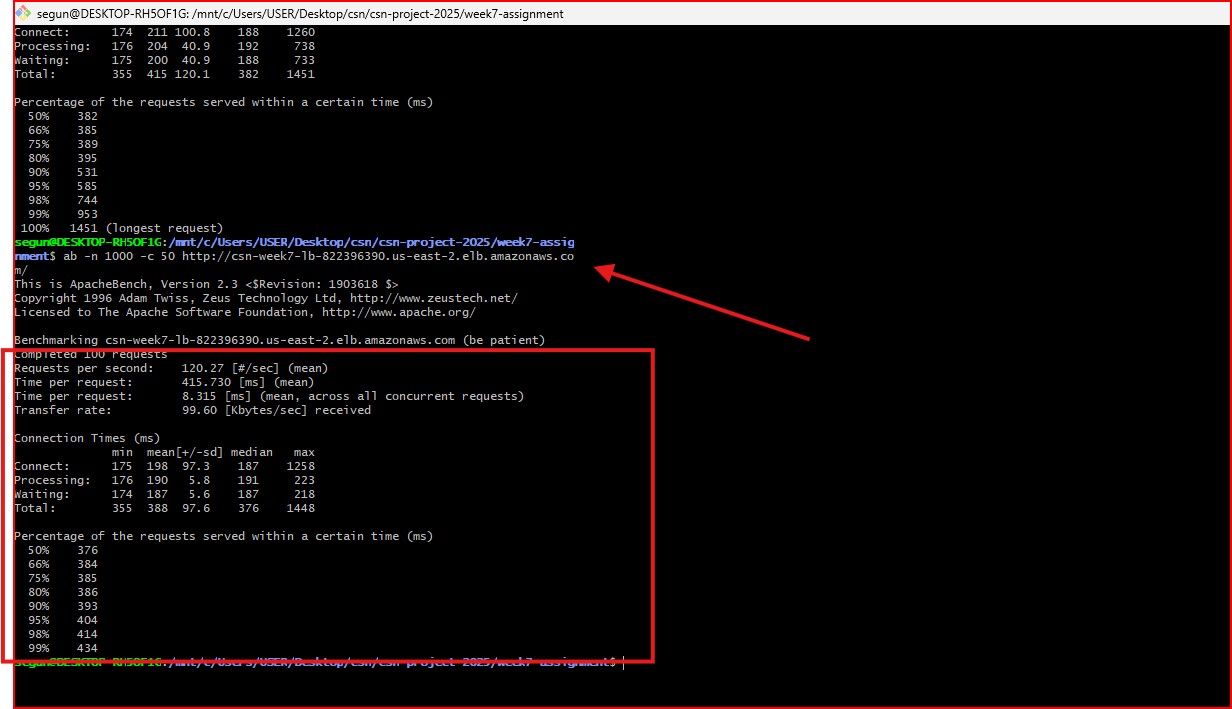 segun@DESKTOP-RH5OF1G: /mnt/c/Users/USER/Desktop/csn/csn-project-2025/week7-assignment
Connect:      174  211 100.8    188    1260
Processing:   176  204  40.9    192     738
Waiting:      175  200  40.9    188     733
Total:        355  415 120.1    382    1451
Percentage of the requests served within a certain time (ms)
  50%    382
  66%    385
  75%    389
  80%    395
  90%    531
  95%    585
  98%    744
  99%    953
 100%   1451 (longest request)
segun@DESKTOP-RH5OF1G:/mnt/c/Users/USER/Desktop/csn/csn-project-2025/week7-assig
nment$ ab -n 1000 -c 50 http://csn-week7-lb-822396390.us-east-2.elb.amazonaws.co
m/
This is ApacheBench, Version 2.3 <$Revision: 1903618 $>
Copyright 1996 Adam Twiss, Zeus Technology Ltd, http://www.zeustech.net/
Licensed to The Apache Software Foundation, http://www.apache.org/
Benchmarking csn-week7-lb-822396390.us-east-2.elb.amazonaws.com (be patient)
Completed 100 requests
Requests per second:    120.27 [#/sec] (mean)
Time per request:       415.730 [ms] (mean)
Time per request:       8.315 [ms] (mean, across all concurrent requests)
Transfer rate:          99.60 [Kbytes/sec] received
Connection Times (ms)
              min  mean[+/-sd] median   max
Connect:      175  198  97.3    187    1258
Processing:   176  190   5.8    191     223
Waiting:      174  187   5.6    187     218
Total:        355  388  97.6    376    1448
Percentage of the requests served within a certain time (ms)
  50%    376
  66%    384
  75%    385
  80%    386
  90%    393
  95%    404
  98%    414
  99%    434
segun@DESKTOP-RH5OF1G:/mnt/c/Users/USER/Desktop/csn/csn-project-2025/week7-assignment$